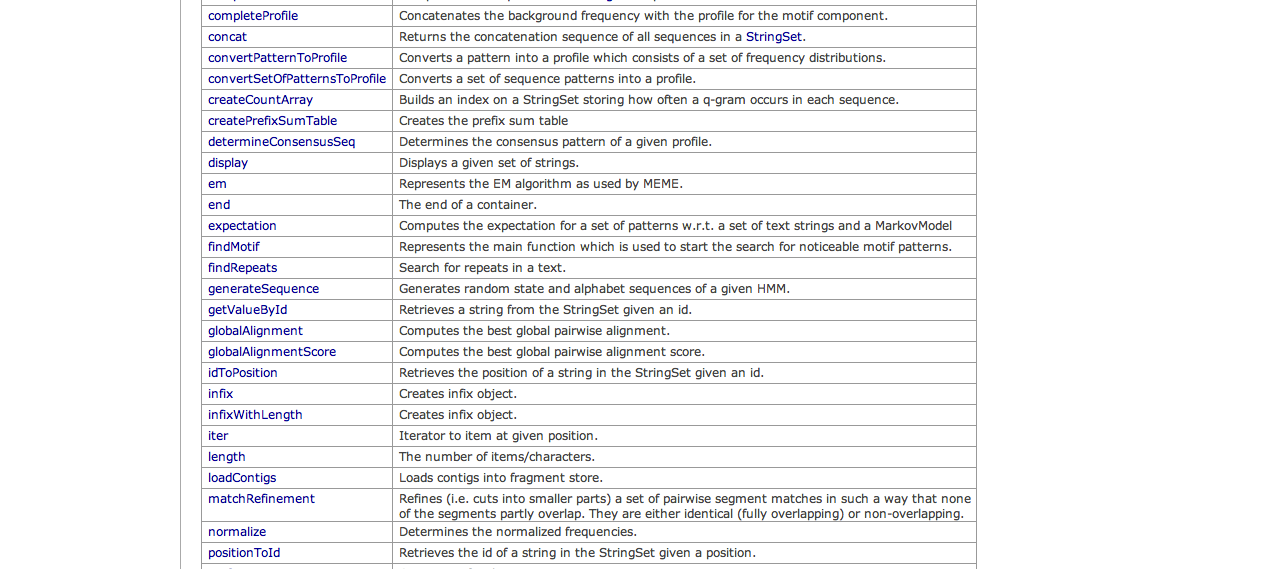 completeProfile Concatenates the background frequency with the profile for the motif component.
concat Returns the concatenation sequence of all sequences in a StringSet.
convertPatternToProfile Converts a pattern into a profile which consists of a set of frequency distributions.
convertSetOfPatternsToProfile Converts a set of sequence patterns into a profile.
createCountArray Builds an index on a StringSet storing how often a q-gram occurs in each sequence.
createPrefixSumTable Creates the prefix sum table
determineConsensusSeq Determines the consensus pattern of a given profile.
display Displays a given set of strings.
em Represents the EM algorithm as used by MEME.
end The end of a container.
expectation Computes the expectation for a set of patterns w.r.t. a set of text strings and a MarkovModel
findMotif Represents the main function which is used to start the search for noticeable motif patterns.
findRepeats Search for repeats in a text.
generateSequence Generates random state and alphabet sequences of a given HMM.
getValueById Retrieves a string from the StringSet given an id.
globalAlignment Computes the best global pairwise alignment.
globalAlignmentScore Computes the best global pairwise alignment score.
idToPosition Retrieves the position of a string in the StringSet given an id.
infix Creates infix object.
infixWithLength Creates infix object.
iter Iterator to item at given position.
length The number of items/characters.
loadContigs Loads contigs into fragment store.
matchRefinement Refines (i.e. cuts into smaller parts) a set of pairwise segment matches in such a way that none
of the segments partly overlap. They are either identical (fully overlapping) or non-overlapping.
normalize Determines the normalized frequencies.
positionToId Retrieves the id of a string in the StringSet given a position.